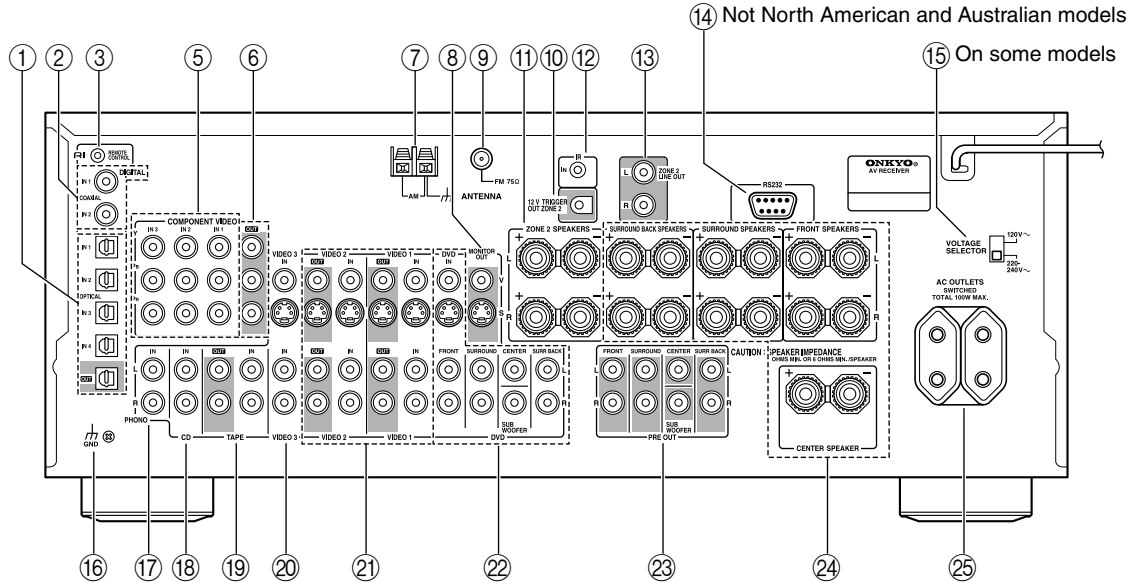 ⑭ Not North American and Australian models
① ② ③ ⑤ ⑥ ⑦ ⑧ ⑨ ⑪ ⑩ ⑫ ⑬ ⑮ On some models
RI REMOTE CONTROL
DIGITAL
IN 1
COAXIAL
IN 2
IN 1
IN 2
OPTICAL
IN 3
IN 4
OUT
COMPONENT VIDEO
IN 3 IN 2 IN 1 OUT
Y
PB
PR
AM
FM 75Ω
ANTENNA
IR
IN
12 V TRIGGER
OUT ZONE 2
L
R
ZONE 2
LINE OUT
RS232
ONKYO®
AV RECEIVER
VOLTAGE
SELECTOR
120V~
220-
240V~
AC OUTLETS
SWITCHED
TOTAL 100W MAX.
VIDEO 3 VIDEO 2 VIDEO 1 DVD MONITOR
OUT
IN OUT IN OUT IN IN
V
S
ZONE 2 SPEAKERS SURROUND BACK SPEAKERS SURROUND SPEAKERS FRONT SPEAKERS
+ − + − + − + −
L L
R R
CAUTION : SPEAKER IMPEDANCE
OHMS MIN. OR 6 OHMS MIN./SPEAKER
IN IN OUT IN IN OUT IN OUT IN FRONT SURROUND CENTER SURR BACK
L L
R R
SUB
WOOFER
PHONO CD TAPE VIDEO 3 VIDEO 2 VIDEO 1 DVD
FRONT SURROUND CENTER SURR BACK
L L
R R
SUB
WOOFER
PRE OUT
+ −
CENTER SPEAKER
GND
⑯ ⑰ ⑱ ⑲ ⑳ ㉑ ㉒ ㉓ ㉔ ㉕